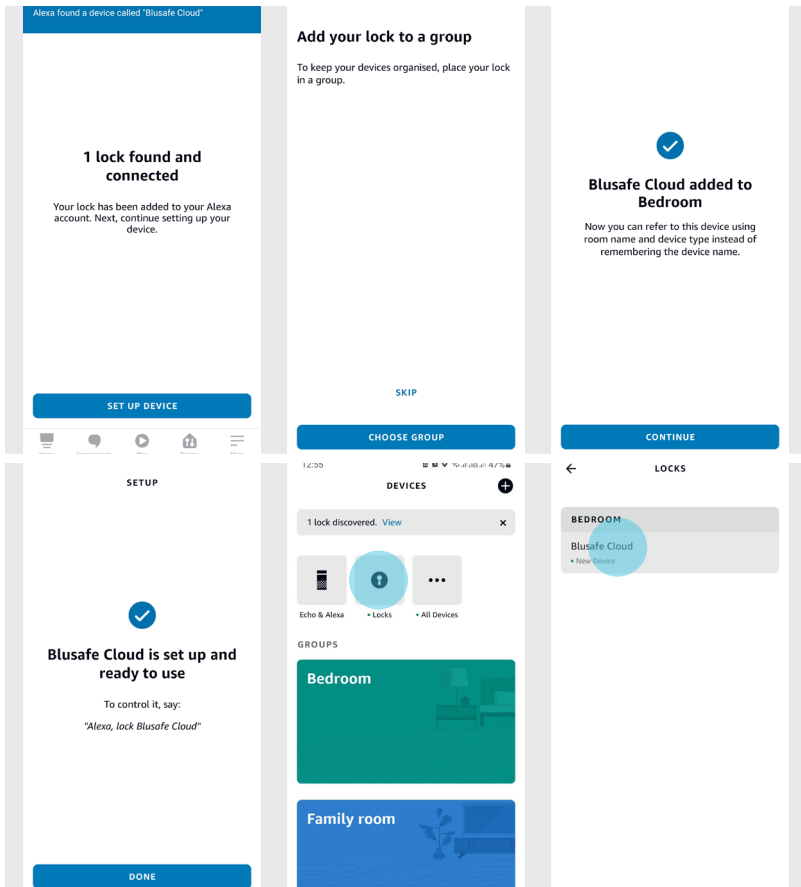 Alexa found a device called "Blusafe Cloud"
1 lock found and
connected
Your lock has been added to your Alexa
account. Next, continue setting up your
device.
SET UP DEVICE
Add your lock to a group
To keep your devices organised, place your lock
in a group.
SKIP
CHOOSE GROUP
Blusafe Cloud added to
Bedroom
Now you can refer to this device using
room name and device type instead of
remembering the device name.
CONTINUE
SETUP
Blusafe Cloud is set up and
ready to use
To control it, say:
"Alexa, lock Blusafe Cloud"
DONE
12:55 47%
DEVICES
1 lock discovered. View
Echo & Alexa
• Locks
• All Devices
GROUPS
Bedroom
Family room
LOCKS
BEDROOM
Blusafe Cloud
• New Device